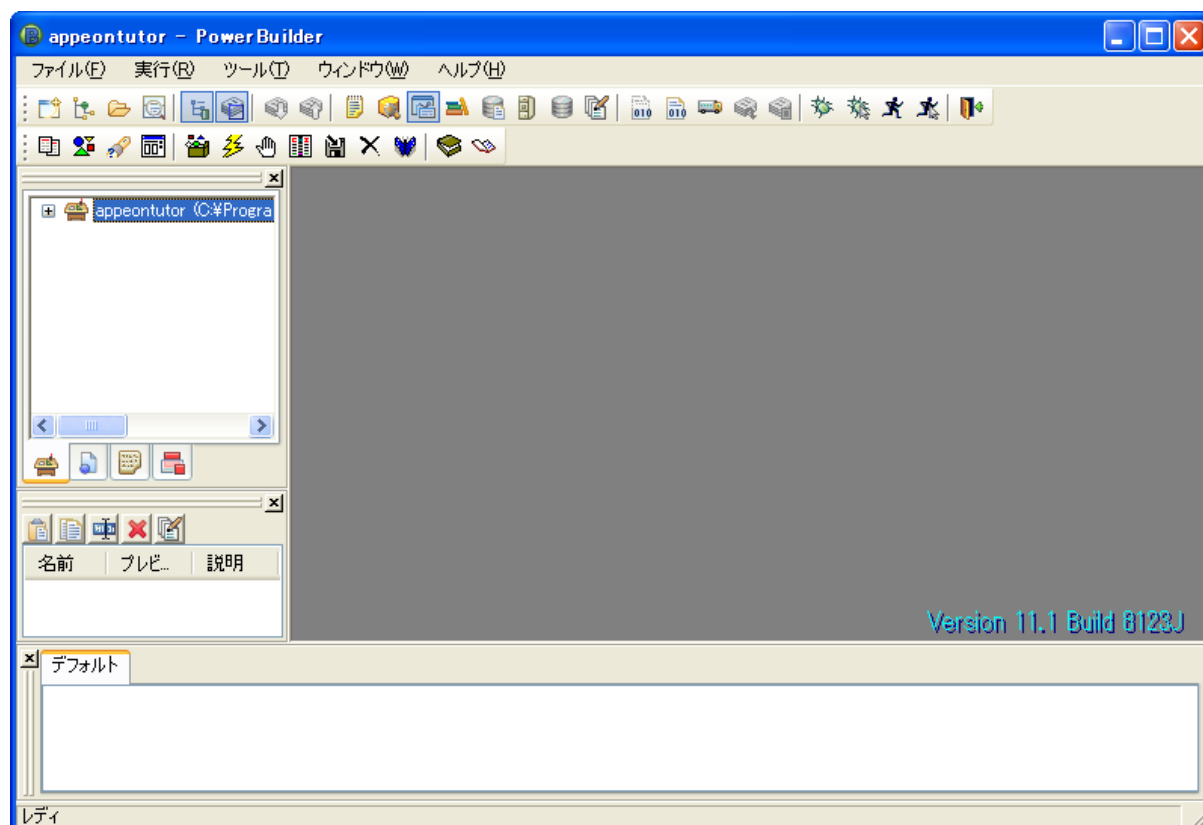 appeontutor - PowerBuilder
ファイル(F) 実行(R) ツール(T) ウィンドウ(W) ヘルプ(H)
appeontutor (C:¥Progra
名前 プレビ... 説明
Version 11.1 Build 8123J
デフォルト
レディ